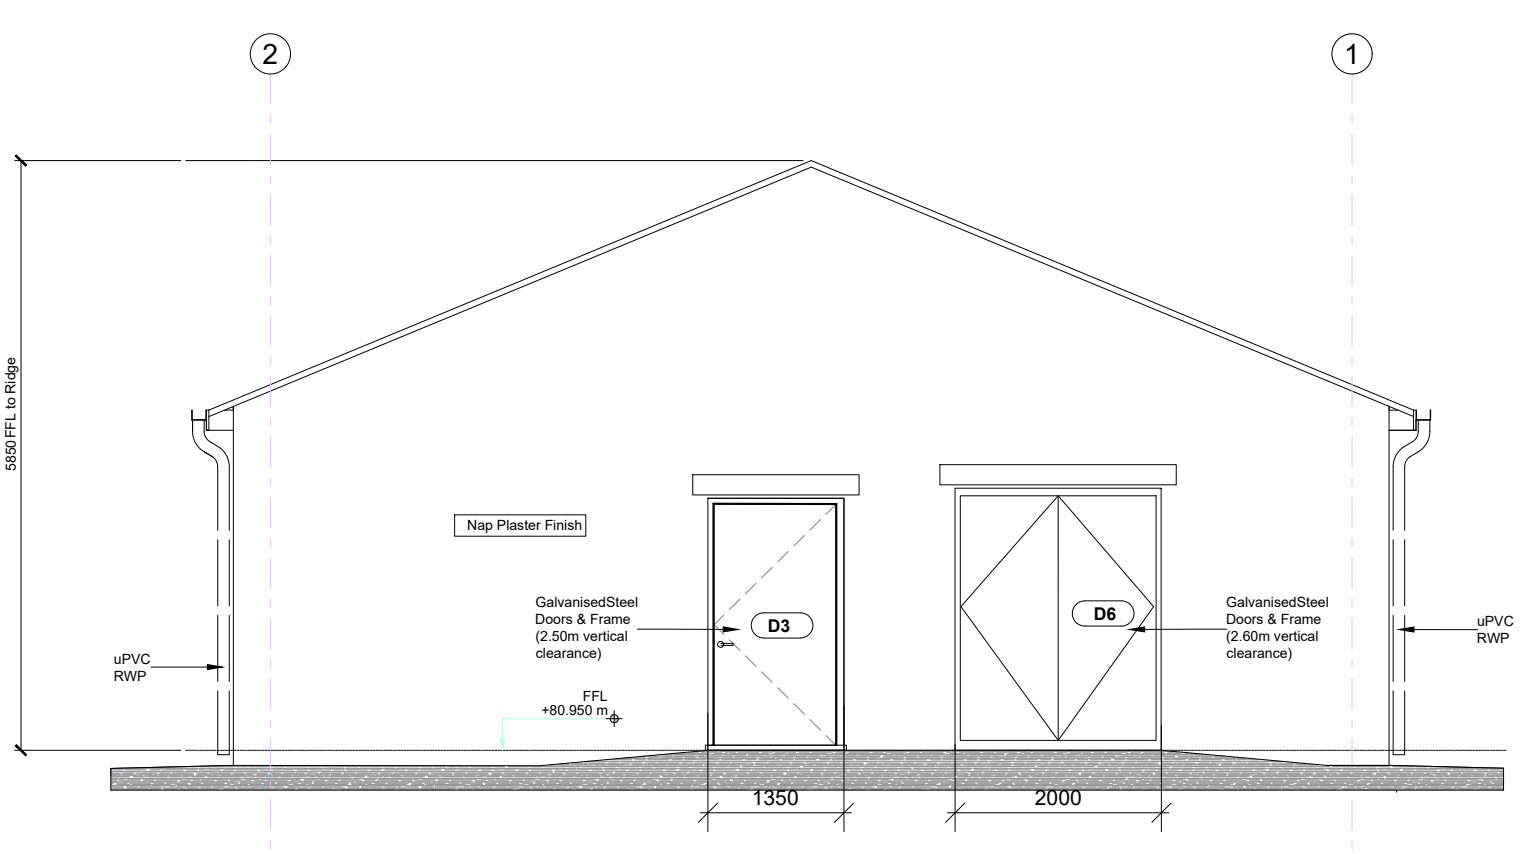 2
1
5850 FFL to Ridge
Nap Plaster Finish
GalvanisedSteel
Doors & Frame
(2.50m vertical
clearance)
D3
D6
GalvanisedSteel
Doors & Frame
(2.60m vertical
clearance)
uPVC
RWP
uPVC
RWP
FFL
+80.950 m
1350
2000